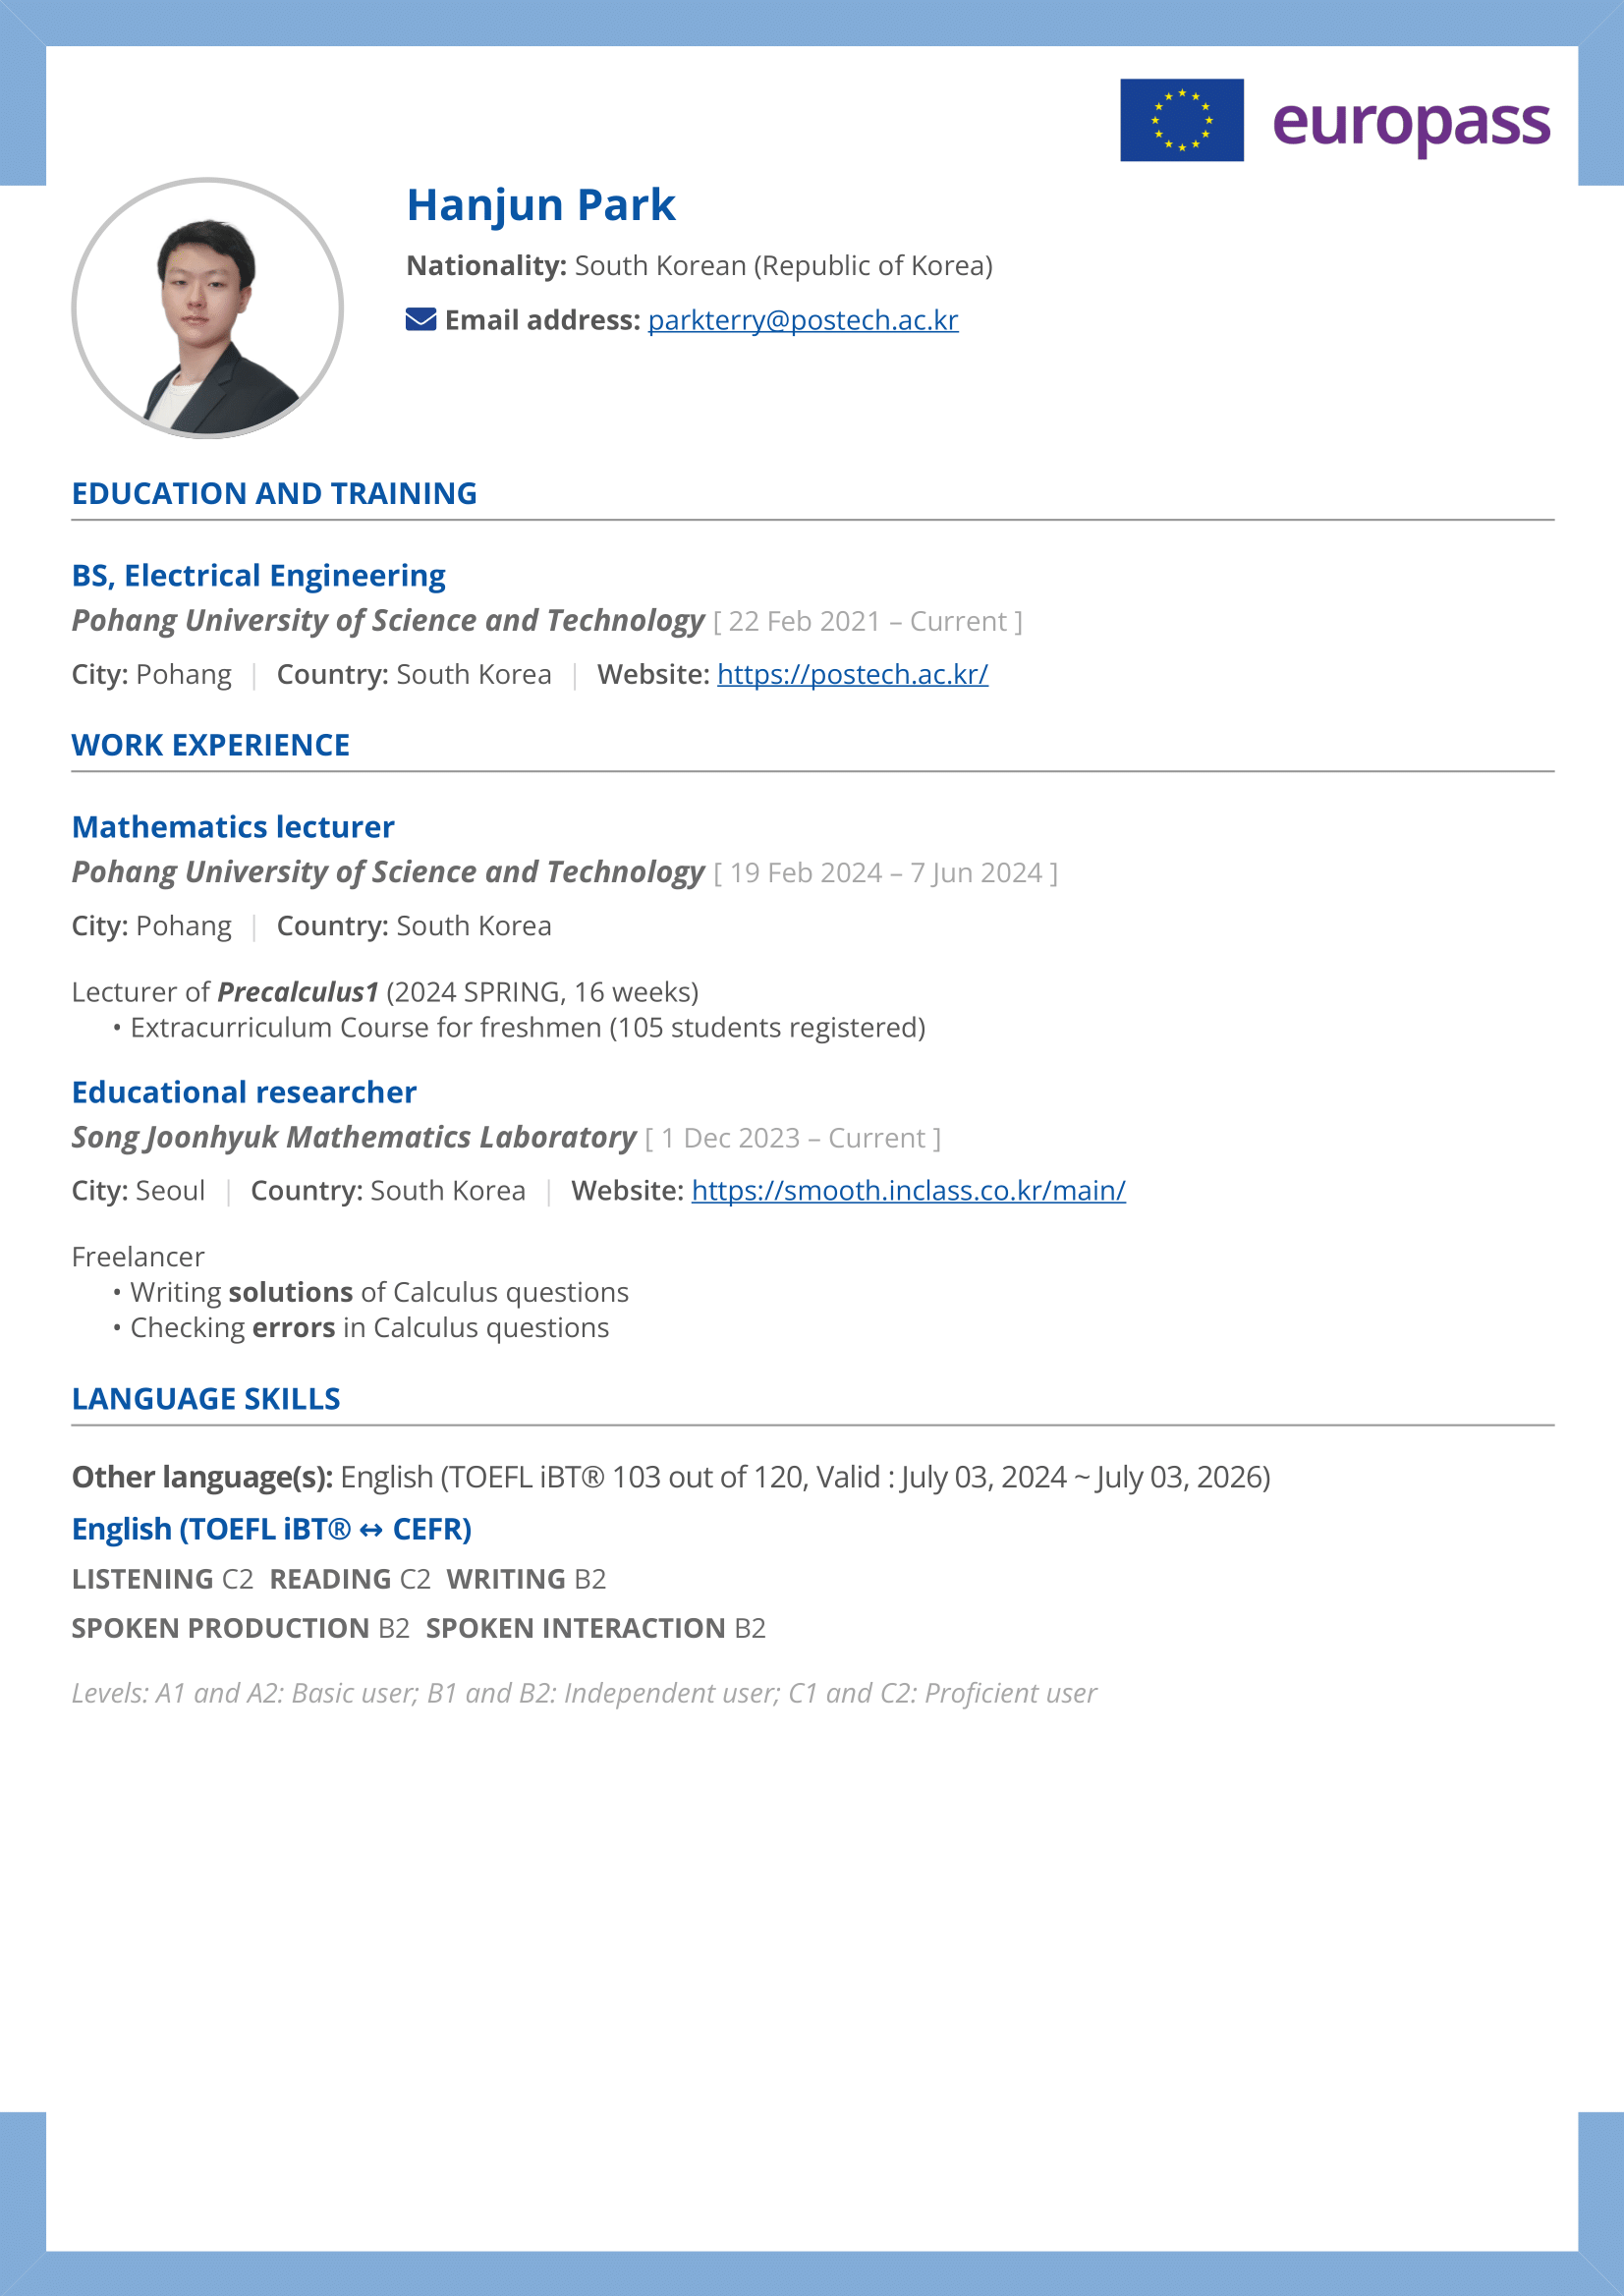 europass
Hanjun Park
Nationality: South Korean (Republic of Korea)
Email address: parkterry@postech.ac.kr
EDUCATION AND TRAINING
BS, Electrical Engineering
Pohang University of Science and Technology [ 22 Feb 2021 – Current ]
City: Pohang | Country: South Korea | Website: https://postech.ac.kr/
WORK EXPERIENCE
Mathematics lecturer
Pohang University of Science and Technology [ 19 Feb 2024 – 7 Jun 2024 ]
City: Pohang | Country: South Korea
Lecturer of Precalculus1 (2024 SPRING, 16 weeks)
• Extracurriculum Course for freshmen (105 students registered)
Educational researcher
Song Joonhyuk Mathematics Laboratory [ 1 Dec 2023 – Current ]
City: Seoul | Country: South Korea | Website: https://smooth.inclass.co.kr/main/
Freelancer
• Writing solutions of Calculus questions
• Checking errors in Calculus questions
LANGUAGE SKILLS
Other language(s): English (TOEFL iBT® 103 out of 120, Valid : July 03, 2024 ~ July 03, 2026)
English (TOEFL iBT® ↔ CEFR)
LISTENING C2 READING C2 WRITING B2
SPOKEN PRODUCTION B2 SPOKEN INTERACTION B2
Levels: A1 and A2: Basic user; B1 and B2: Independent user; C1 and C2: Proficient user